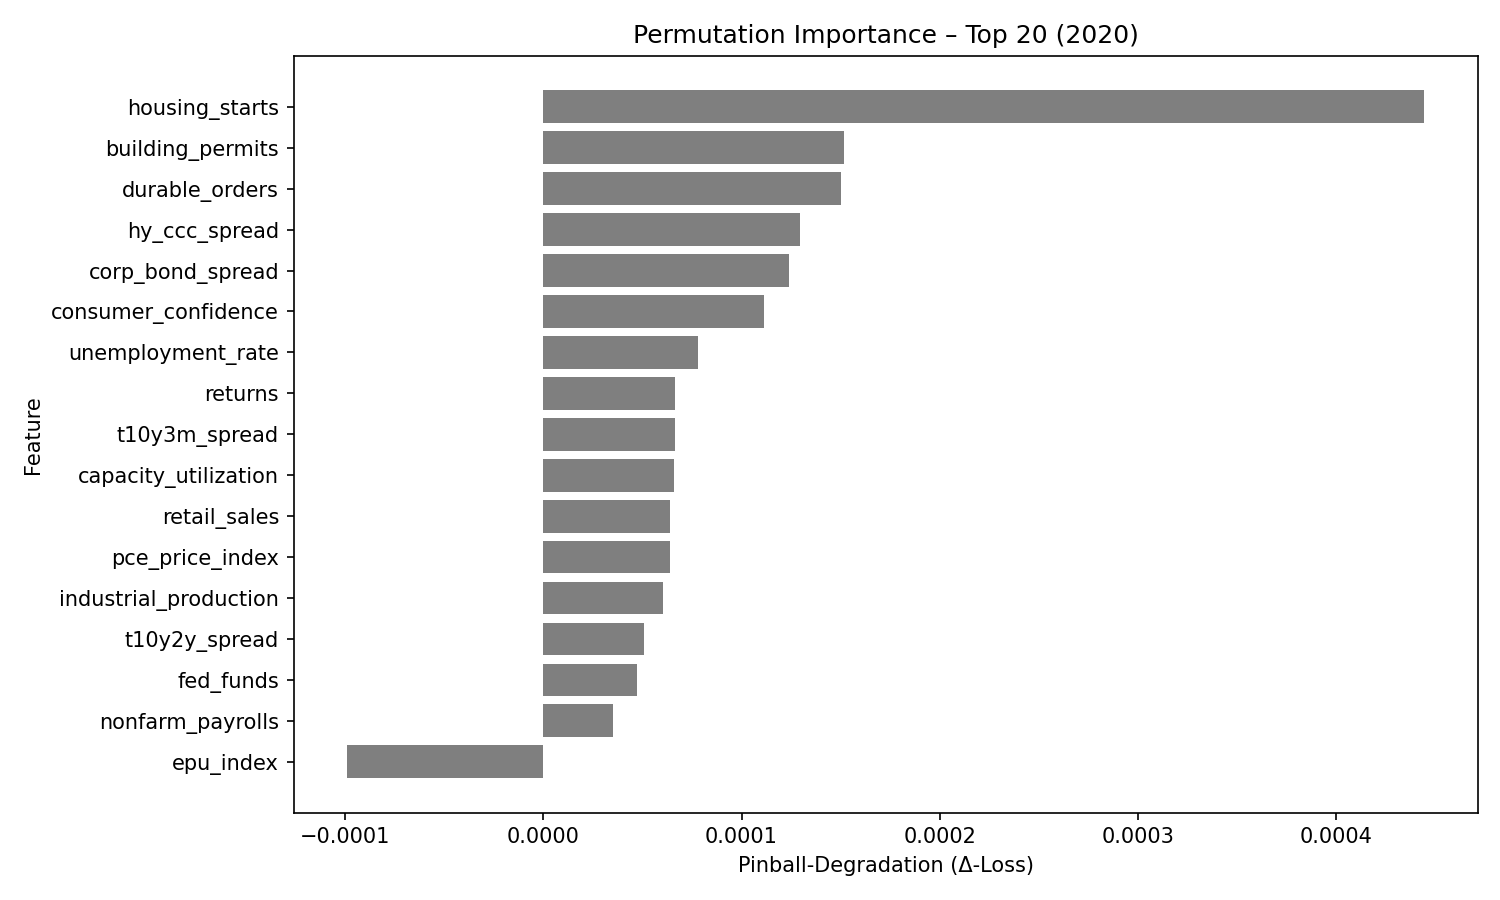 Permutation Importance – Top 20 (2020)
Feature
housing_starts
building_permits
durable_orders
hy_ccc_spread
corp_bond_spread
consumer_confidence
unemployment_rate
returns
t10y3m_spread
capacity_utilization
retail_sales
pce_price_index
industrial_production
t10y2y_spread
fed_funds
nonfarm_payrolls
epu_index
−0.0001 0.0000 0.0001 0.0002 0.0003 0.0004
Pinball-Degradation (Δ-Loss)